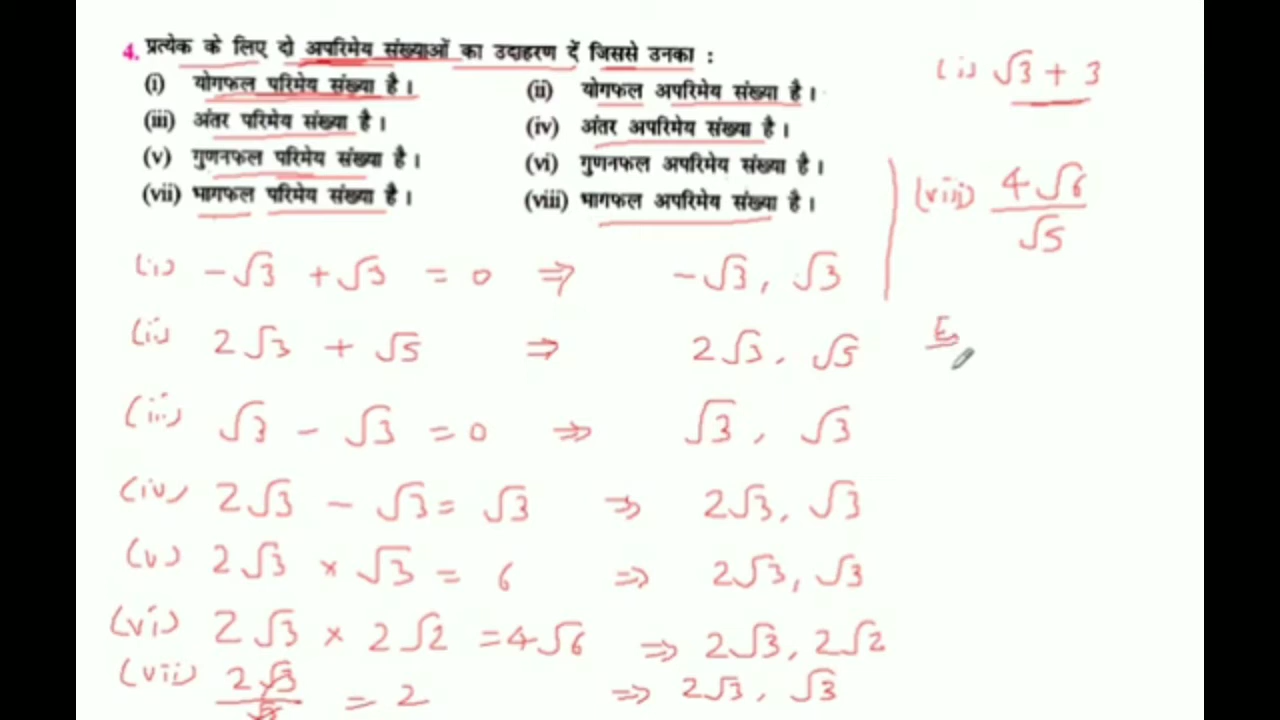 4. प्रत्येक के लिए दो अपरिमेय संख्याओं का उदाहरण दें जिससे उनका :
(i) योगफल परिमेय संख्या है। (ii) योगफल अपरिमेय संख्या है।
(iii) अंतर परिमेय संख्या है। (iv) अंतर अपरिमेय संख्या है।
(v) गुणनफल परिमेय संख्या है। (vi) गुणनफल अपरिमेय संख्या है।
(vii) भागफल परिमेय संख्या है। (viii) भागफल अपरिमेय संख्या है।
(i) -√3 + √3 = 0 ⇒ -√3, √3
(ii) 2√3 + √5 ⇒ 2√3, √5
(iii) √3 - √3 = 0 ⇒ √3, √3
(iv) 2√3 - √3 = √3 ⇒ 2√3, √3
(v) 2√3 × √3 = 6 ⇒ 2√3, √3
(vi) 2√3 × 2√2 = 4√6 ⇒ 2√3, 2√2
(vii) 2√3/√3 = 2 ⇒ 2√3, √3
(i) √3 + 3
(viii) 4√6/√5